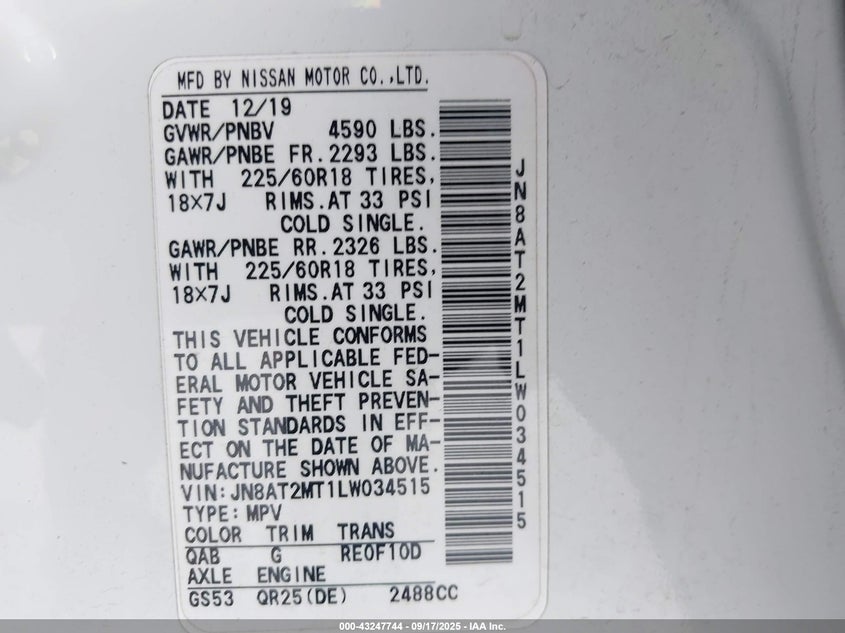 MFD BY NISSAN MOTOR CO.,LTD.
DATE 12/19
GVWR/PNBV 4590 LBS.
GAWR/PNBE FR. 2293 LBS.
WITH 225/60R18 TIRES,
18X7J RIMS. AT 33 PSI
COLD SINGLE.
GAWR/PNBE RR. 2326 LBS.
WITH 225/60R18 TIRES,
18X7J RIMS. AT 33 PSI
COLD SINGLE.
THIS VEHICLE CONFORMS
TO ALL APPLICABLE FED-
ERAL MOTOR VEHICLE SA-
FETY AND THEFT PREVEN-
TION STANDARDS IN EFF-
ECT ON THE DATE OF MA-
NUFACTURE SHOWN ABOVE.
VIN: JN8AT2MT1LW034515
TYPE: MPV
COLOR TRIM TRANS
QAB G RE0F10D
AXLE ENGINE
GS53 QR25(DE) 2488CC
JN8AT2MT1LW034515
000-43247744 - 09/17/2025 - IAA Inc.